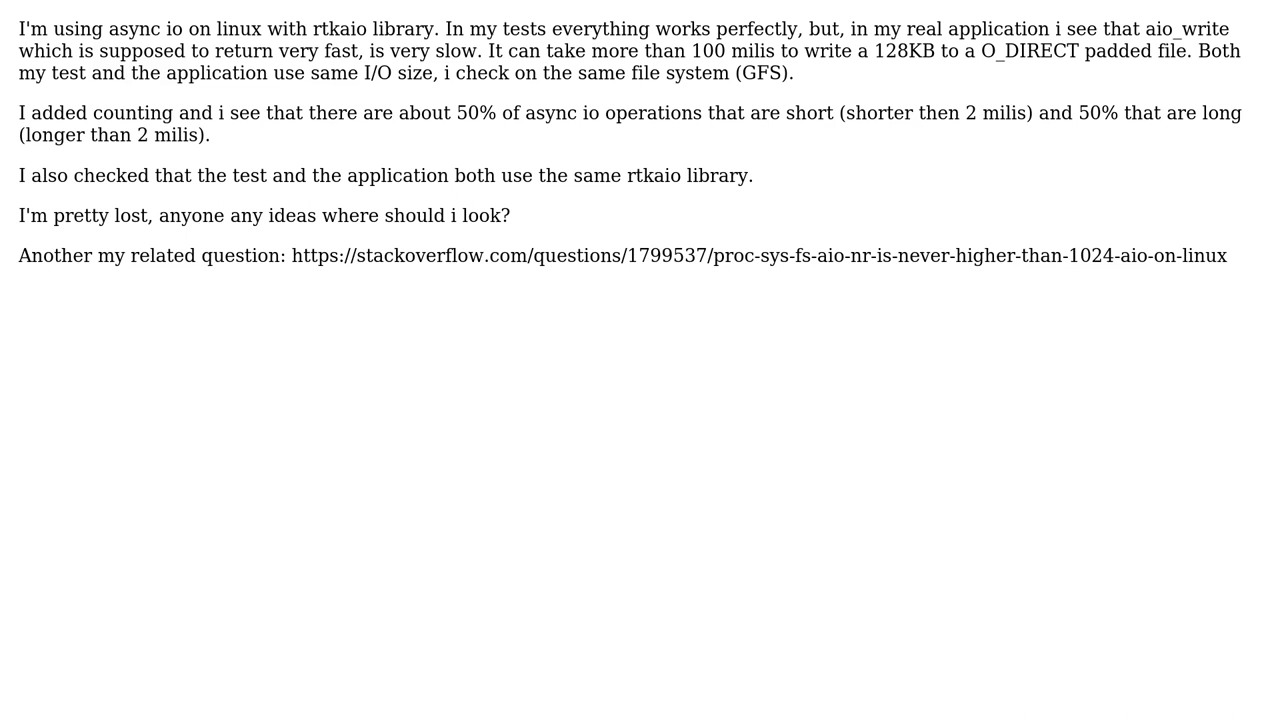 I'm using async io on linux with rtkaio library. In my tests everything works perfectly, but, in my real application i see that aio_write
which is supposed to return very fast, is very slow. It can take more than 100 milis to write a 128KB to a O_DIRECT padded file. Both
my test and the application use same I/O size, i check on the same file system (GFS).
I added counting and i see that there are about 50% of async io operations that are short (shorter then 2 milis) and 50% that are long
(longer than 2 milis).
I also checked that the test and the application both use the same rtkaio library.
I'm pretty lost, anyone any ideas where should i look?
Another my related question: https://stackoverflow.com/questions/1799537/proc-sys-fs-aio-nr-is-never-higher-than-1024-aio-on-linux